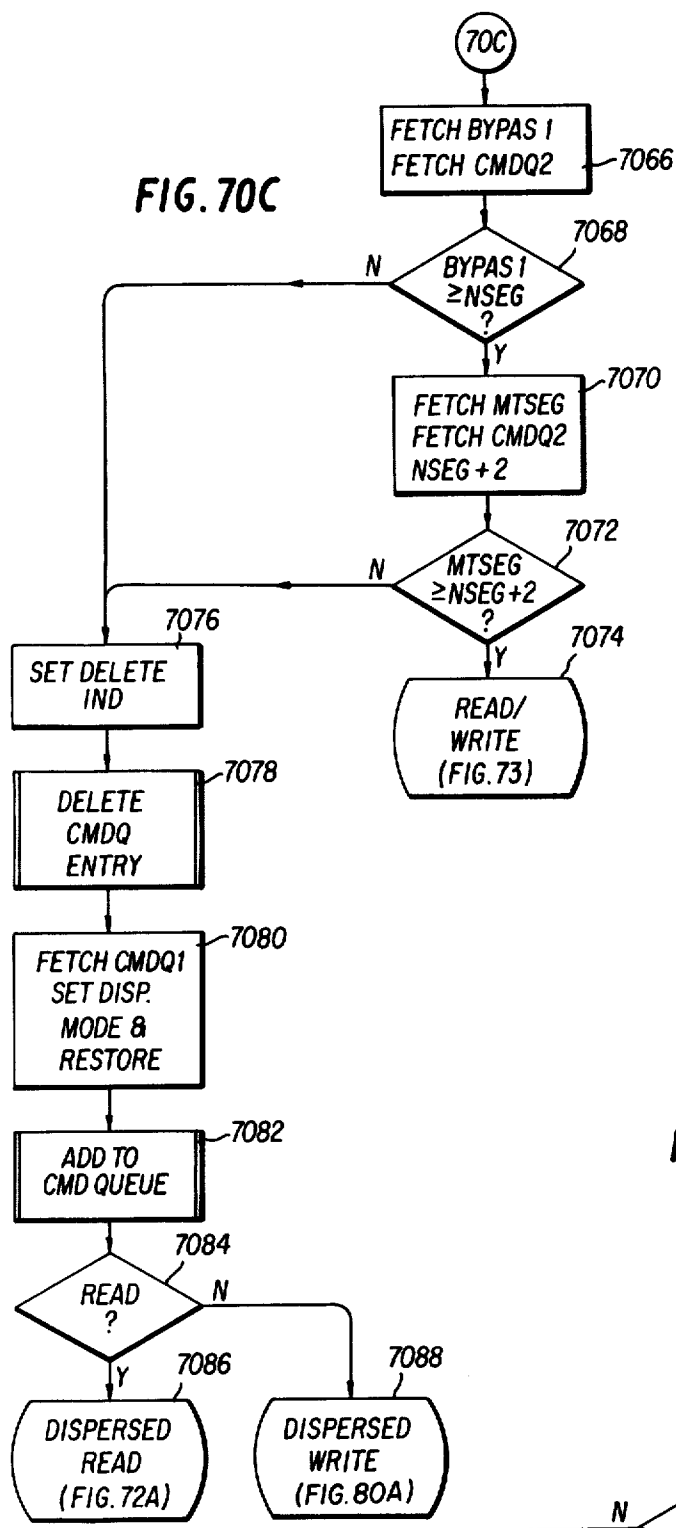 70C
FETCH BYPAS 1
FETCH CMDQ2
7066
FIG. 70C
7068
BYPAS 1
≥NSEG
?
N
Y
7070
FETCH MTSEG
FETCH CMDQ2
NSEG + 2
7072
MTSEG
≥NSEG+2
?
N
Y
7074
READ/
WRITE
(FIG. 73)
7076
SET DELETE
IND
7078
DELETE
CMDQ
ENTRY
7080
FETCH CMDQ1
SET DISP.
MODE &
RESTORE
7082
ADD TO
CMD QUEUE
7084
READ
?
N
Y
7086
DISPERSED
READ
(FIG. 72A)
7088
DISPERSED
WRITE
(FIG. 80A)
N